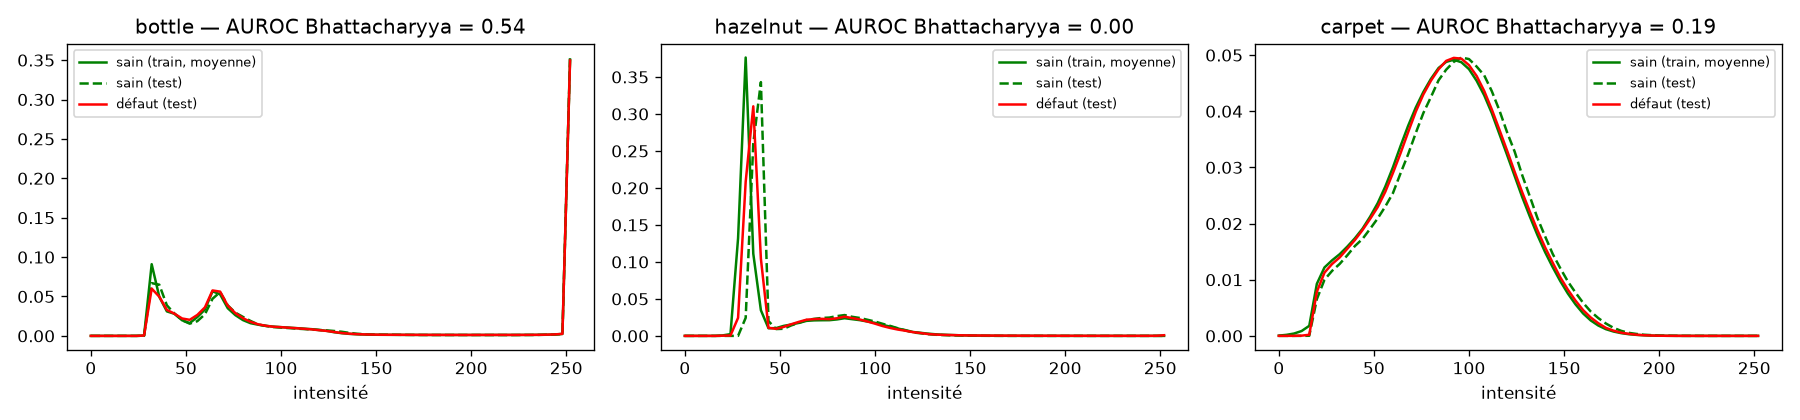 bottle — AUROC Bhattacharyya = 0.54
sain (train, moyenne)
sain (test)
défaut (test)
0.35
0.30
0.25
0.20
0.15
0.10
0.05
0.00
0 50 100 150 200 250
intensité
hazelnut — AUROC Bhattacharyya = 0.00
sain (train, moyenne)
sain (test)
défaut (test)
0.35
0.30
0.25
0.20
0.15
0.10
0.05
0.00
0 50 100 150 200 250
intensité
carpet — AUROC Bhattacharyya = 0.19
sain (train, moyenne)
sain (test)
défaut (test)
0.05
0.04
0.03
0.02
0.01
0.00
0 50 100 150 200 250
intensité